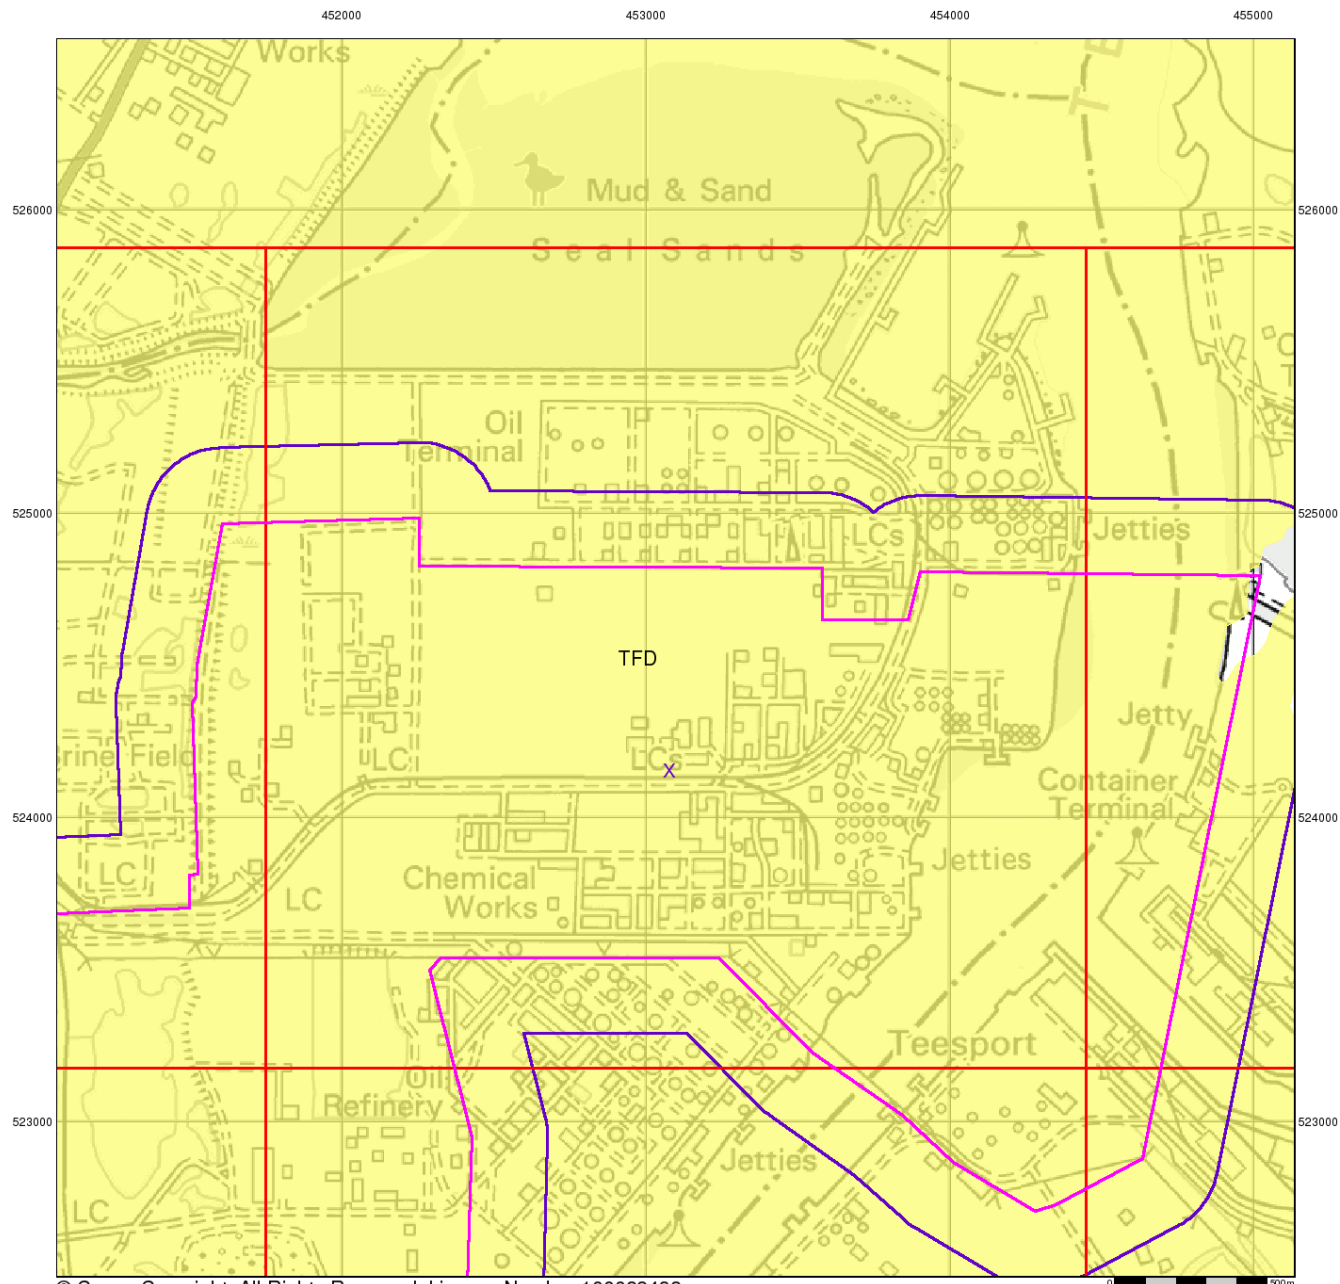 452000
453000
454000
455000
Works
T E
526000
Mud & Sand
526000
Seal Sands
Oil
Terminal
525000
LCs
Jetties
525000
TFD
Jetty
rine Field
LC
LCs
X
Container
Terminal
524000
524000
LC
Chemical
Works
LC
Jetties
Teesport
Oil
Refinery
523000
523000
Jetties
LC
0
500m